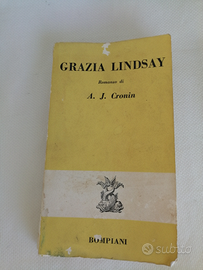 GRAZIA LINDSAY
Romanzo di
A. J. Cronin
BOMPIANI
subito